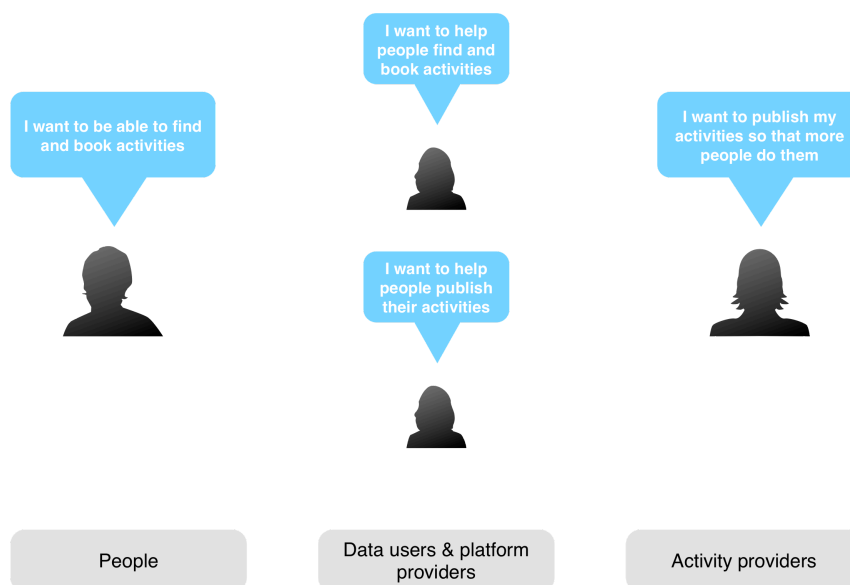 I want to help
people find and
book activities
I want to be able to find
and book activities
I want to publish my
activities so that more
people do them
I want to help
people publish
their activities
People
Data users & platform
providers
Activity providers